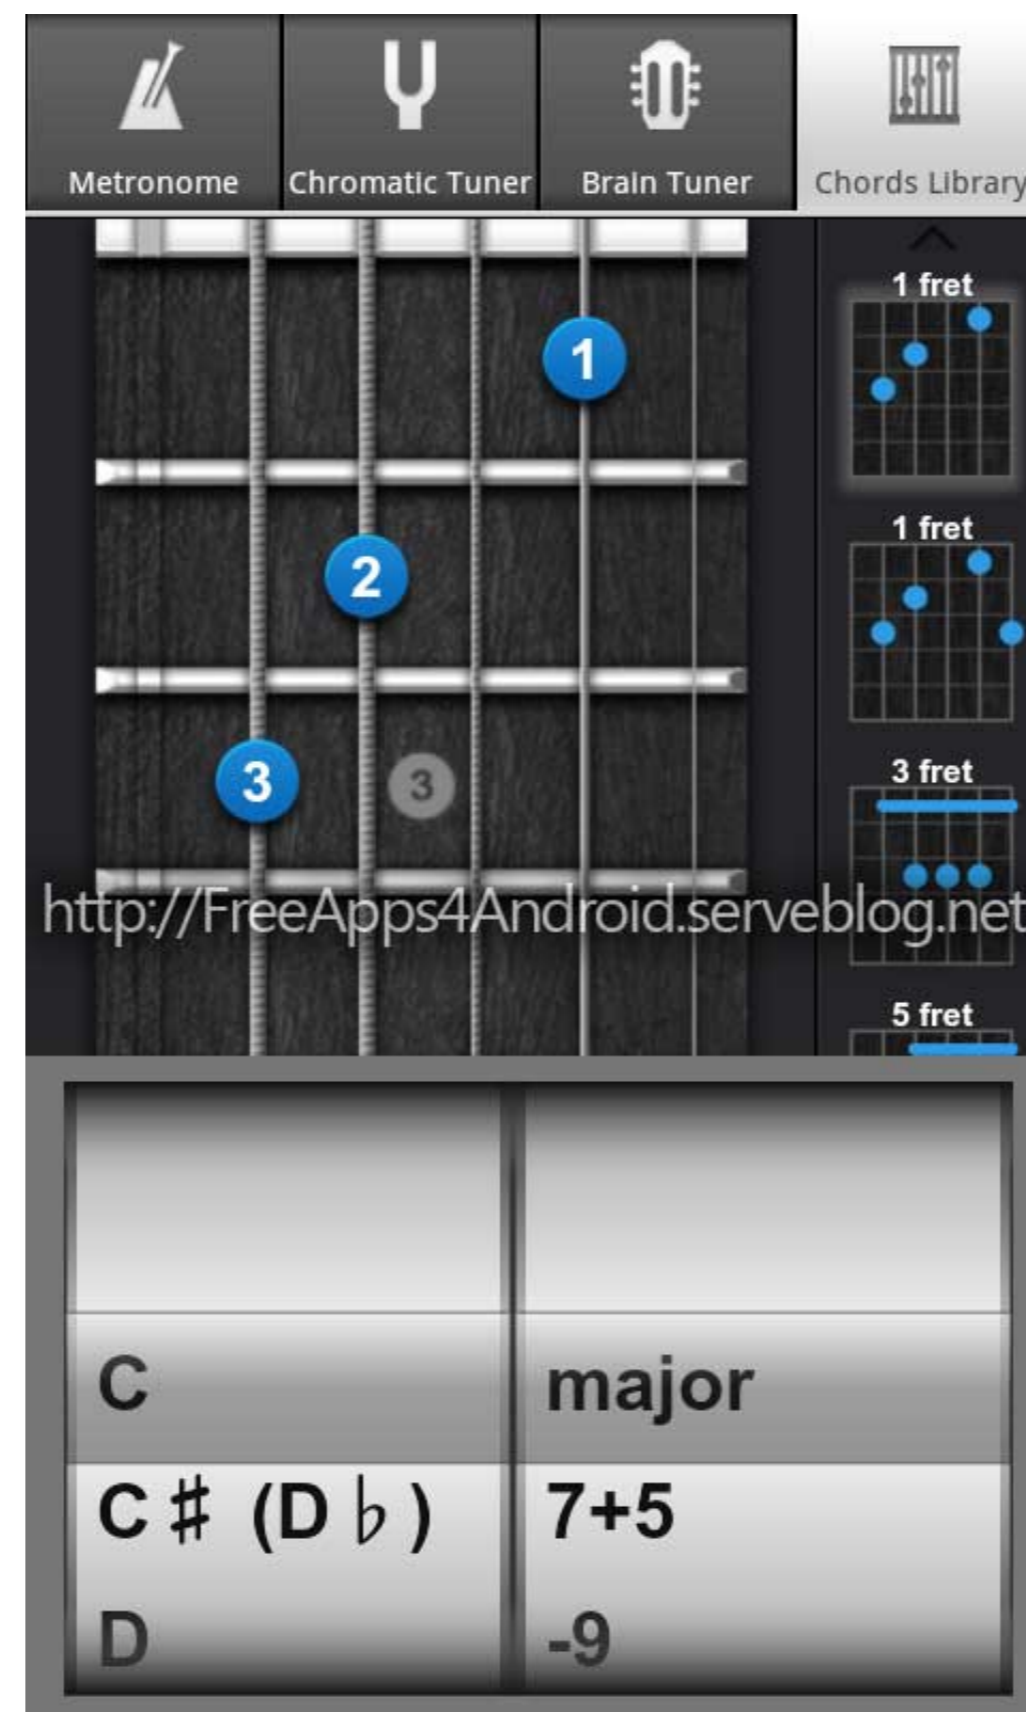 Metronome Chromatic Tuner Brain Tuner Chords Library
1 fret
1
1 fret
2
3 fret
3 3
http://FreeApps4Android.serveblog.net
5 fret
C major
C♯ (D♭) 7+5
D -9